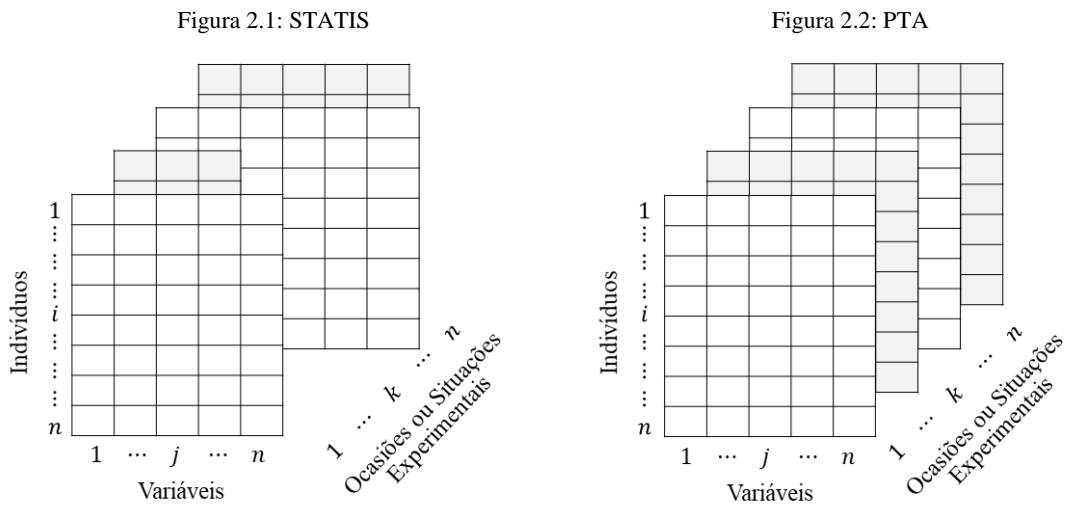 Figura 2.1: STATIS
Indivíduos
1
⋮
⋮
⋮
i
⋮
⋮
⋮
n
1 ⋯ j ⋯ n
Variáveis
1 ⋯ k ⋯ n
Ocasiões ou Situações
Experimentais
Figura 2.2: PTA
Indivíduos
1
⋮
⋮
⋮
i
⋮
⋮
⋮
n
1 ⋯ j ⋯ n
Variáveis
1 ⋯ k ⋯ n
Ocasiões ou Situações
Experimentais